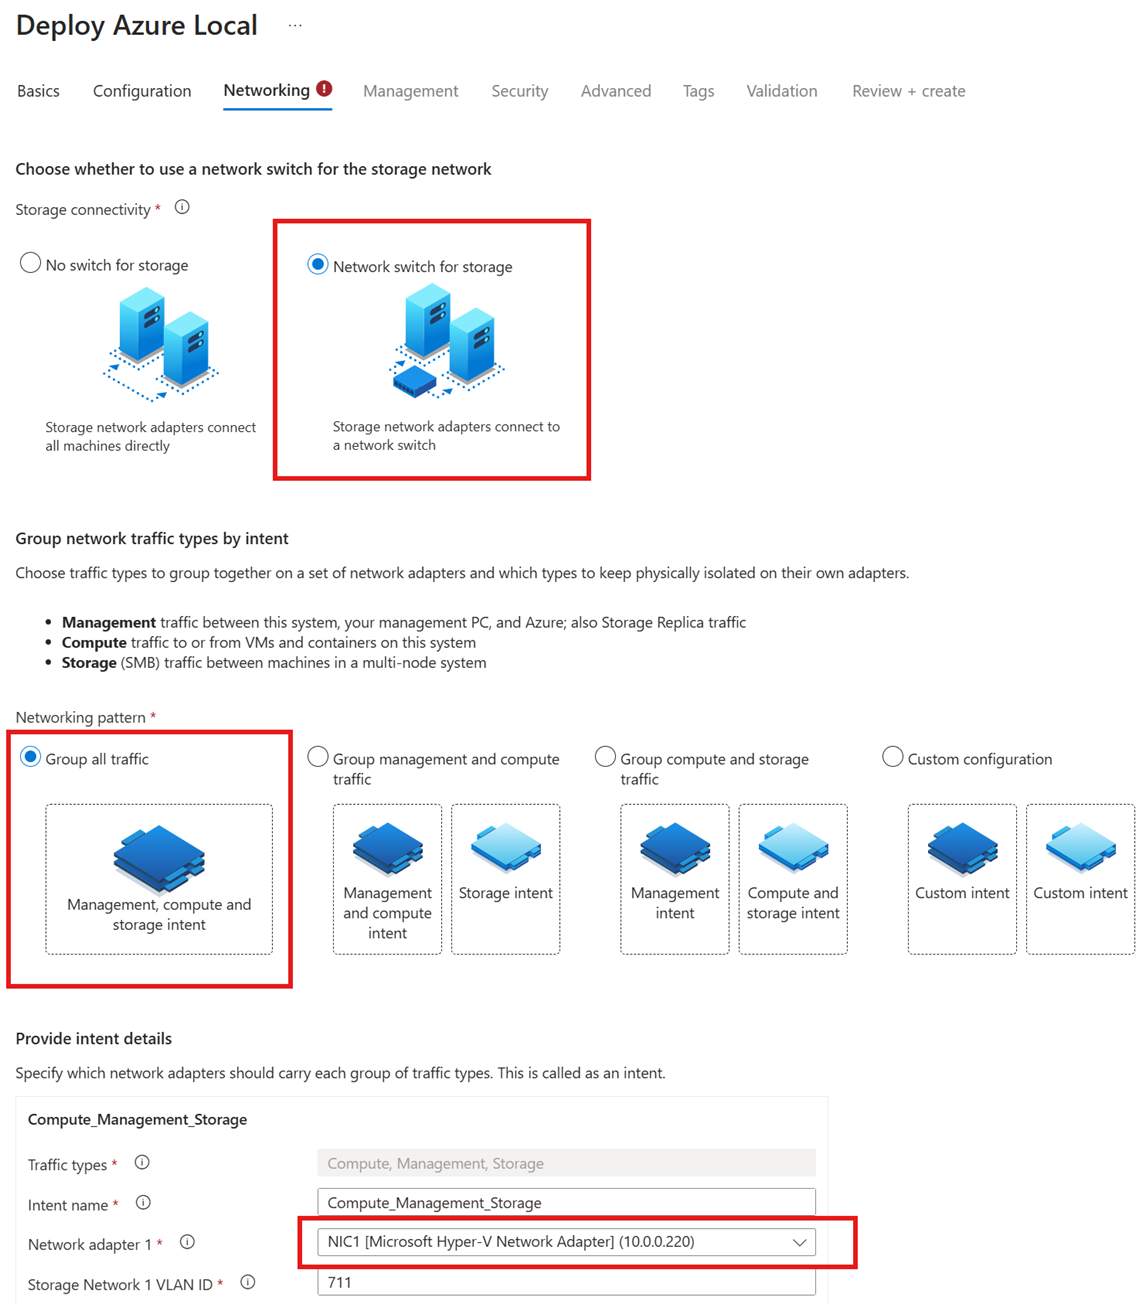 Deploy Azure Local ...
Basics Configuration Networking ! Management Security Advanced Tags Validation Review + create
Choose whether to use a network switch for the storage network
Storage connectivity *
No switch for storage
Storage network adapters connect
all machines directly
Network switch for storage
Storage network adapters connect to
a network switch
Group network traffic types by intent
Choose traffic types to group together on a set of network adapters and which types to keep physically isolated on their own adapters.
• Management traffic between this system, your management PC, and Azure; also Storage Replica traffic
• Compute traffic to or from VMs and containers on this system
• Storage (SMB) traffic between machines in a multi-node system
Networking pattern *
Group all traffic
Management, compute and
storage intent
Group management and compute
traffic
Management
and compute
intent
Storage intent
Group compute and storage
traffic
Management
intent
Compute and
storage intent
Custom configuration
Custom intent
Custom intent
Provide intent details
Specify which network adapters should carry each group of traffic types. This is called as an intent.
Compute_Management_Storage
Traffic types * Compute, Management, Storage
Intent name * Compute_Management_Storage
Network adapter 1 * NIC1 [Microsoft Hyper-V Network Adapter] (10.0.0.220)
Storage Network 1 VLAN ID * 711